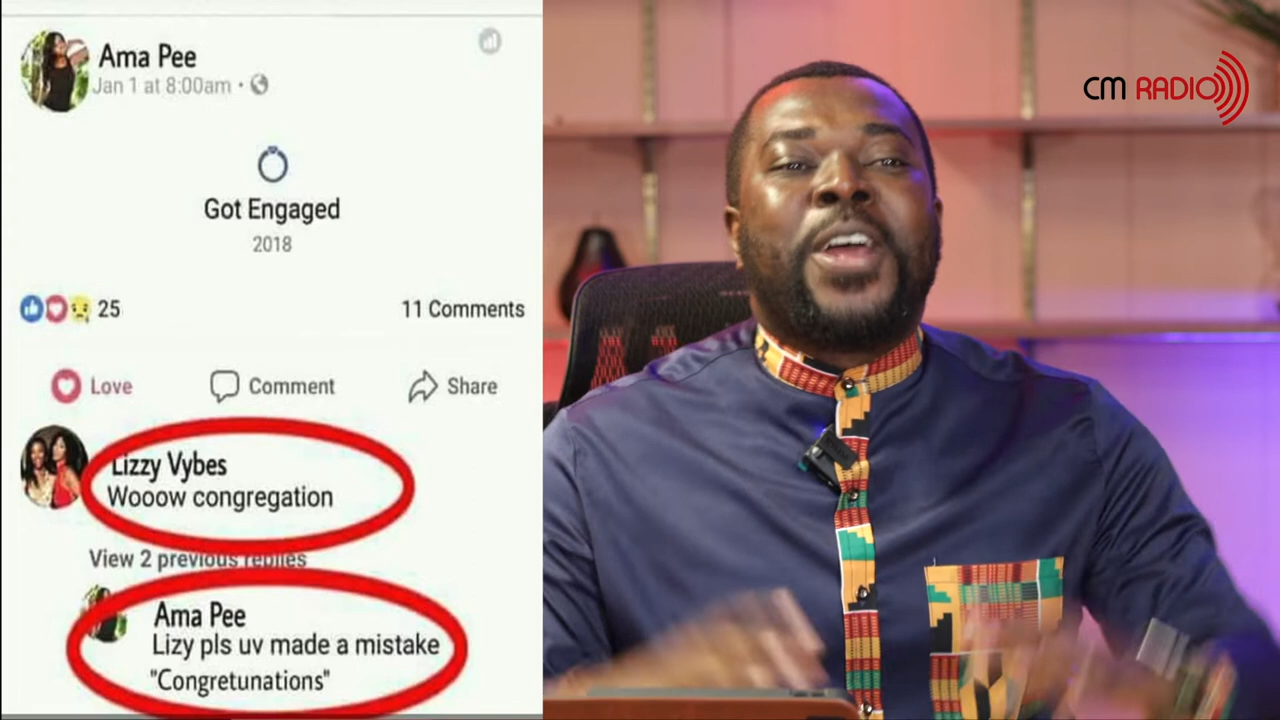 Ama Pee
Jan 1 at 8:00am
Got Engaged
2018
25
11 Comments
Love
Comment
Share
Lizzy Vybes
Wooow congregation
View 2 previous replies
Ama Pee
Lizy pls uv made a mistake
"Congretunations"
CM RADIO